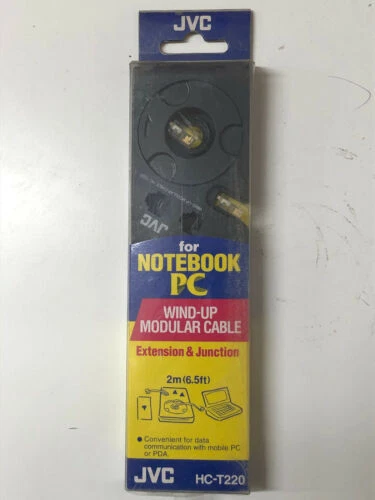 JVC
JVC
for
NOTEBOOK
PC
WIND-UP
MODULAR CABLE
Extension & Junction
2m (6.5ft)
● Convenient for data
communication with mobile PC
or PDA.
JVC HC-T220